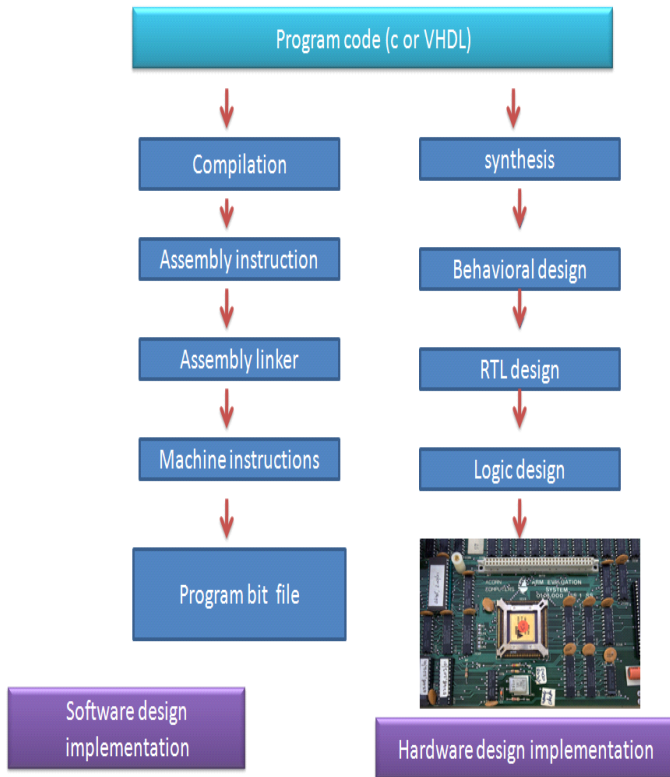 Program code (c or VHDL)
Compilation
Assembly instruction
Assembly linker
Machine instructions
Program bit file
Software design
implementation
synthesis
Behavioral design
RTL design
Logic design
ACORN
COMPUTERS
ARM EVALUATION
SYSTEM
Hardware design implementation